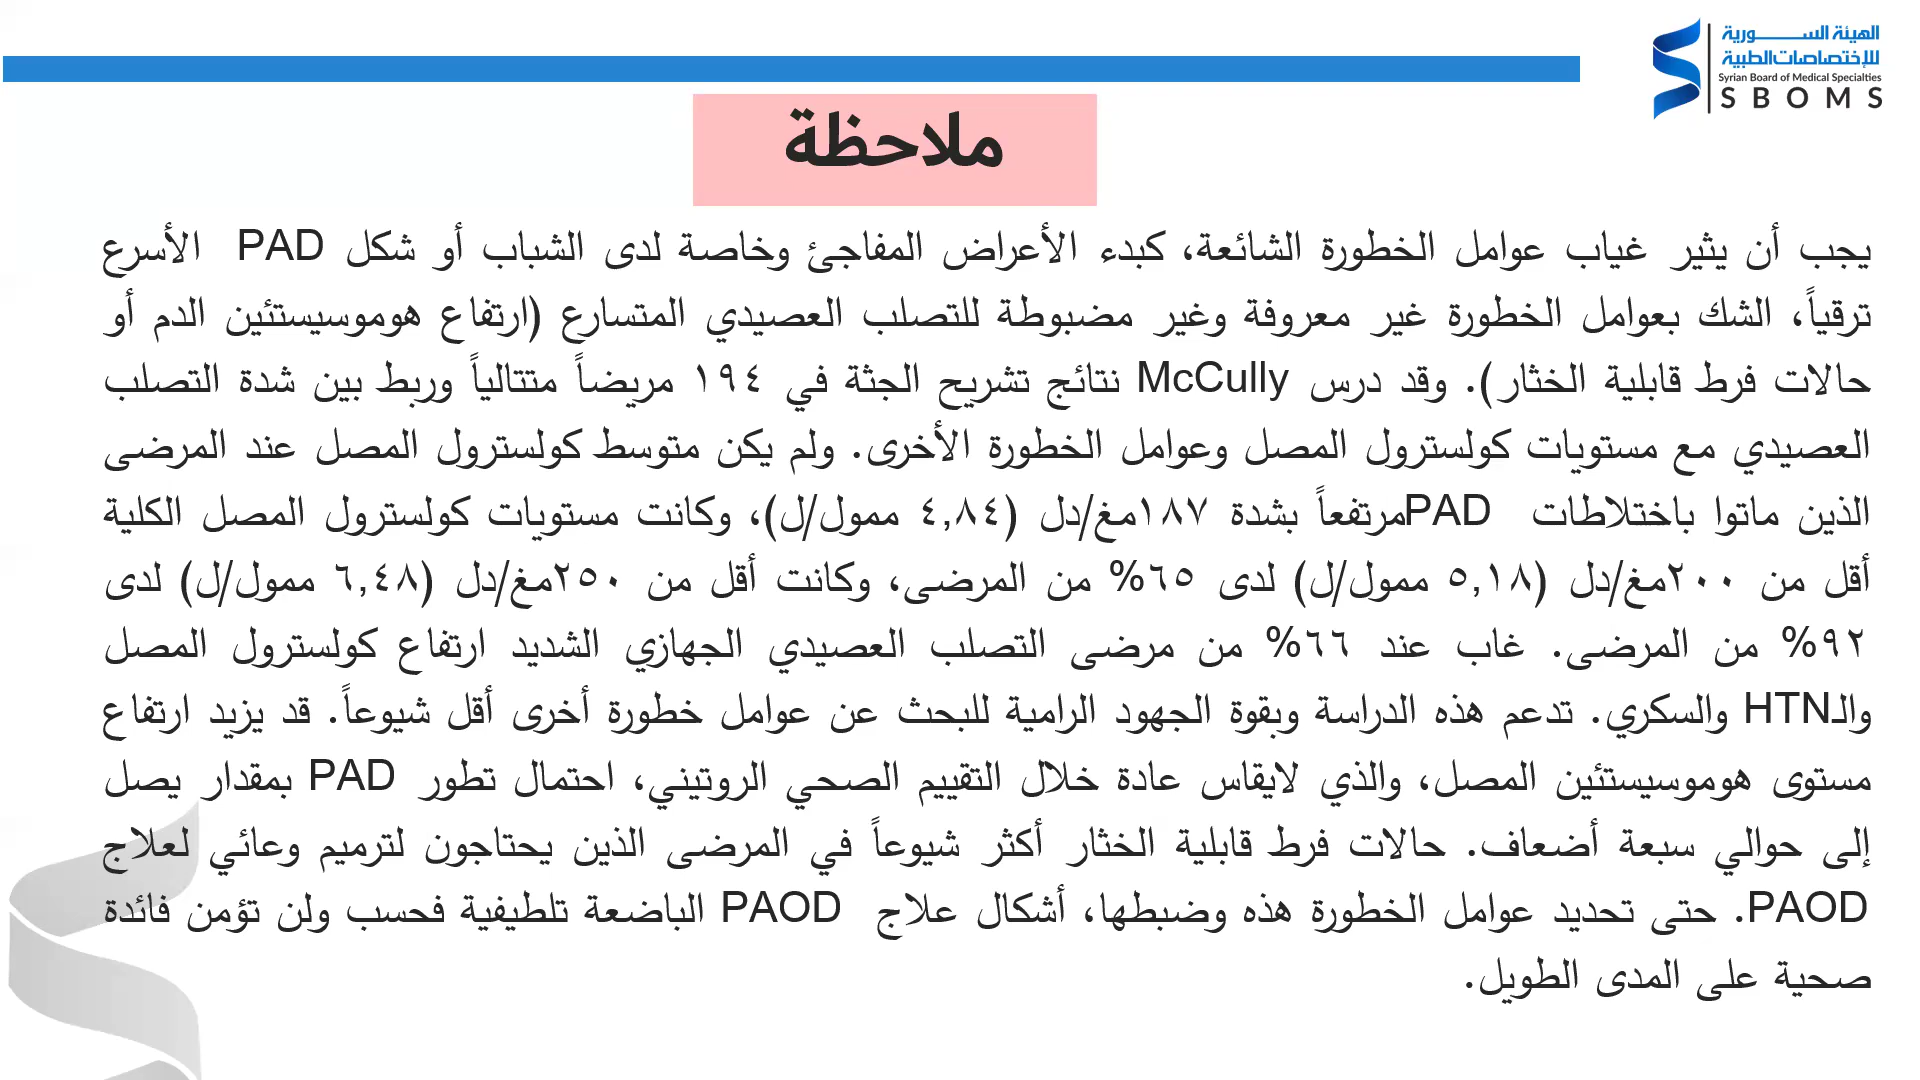 الهيئة الســـــورية
للإختصاصات الطبية
Syrian Board of Medical Specialties
SBOMS
ملاحظة
يجب أن يثير غياب عوامل الخطورة الشائعة، كبدء الأعراض المفاجئ وخاصة لدى الشباب أو شكل PAD الأسرع
ترقياً، الشك بعوامل الخطورة غير معروفة وغير مضبوطة للتصلب العصيدي المتسارع (ارتفاع هوموسيستئين الدم أو
حالات فرط قابلية الخثار). وقد درس McCully نتائج تشريح الجثة في ١٩٤ مريضاً متتالياً وربط بين شدة التصلب
العصيدي مع مستويات كولسترول المصل وعوامل الخطورة الأخرى. ولم يكن متوسط كولسترول المصل عند المرضى
الذين ماتوا باختلاطات PADمرتفعاً بشدة ١٨٧مغ/دل (٤,٨٤ ممول/ل)، وكانت مستويات كولسترول المصل الكلية
أقل من ٢٠٠مغ/دل (٥,١٨ ممول/ل) لدى ٦٥% من المرضى، وكانت أقل من ٢٥٠مغ/دل (٦,٤٨ ممول/ل) لدى
٩٢% من المرضى. غاب عند ٦٦% من مرضى التصلب العصيدي الجهازي الشديد ارتفاع كولسترول المصل
والـHTN والسكري. تدعم هذه الدراسة وبقوة الجهود الرامية للبحث عن عوامل خطورة أخرى أقل شيوعاً. قد يزيد ارتفاع
مستوى هوموسيستئين المصل، والذي لايقاس عادة خلال التقييم الصحي الروتيني، احتمال تطور PAD بمقدار يصل
إلى حوالي سبعة أضعاف. حالات فرط قابلية الخثار أكثر شيوعاً في المرضى الذين يحتاجون لترميم وعائي لعلاج
PAOD. حتى تحديد عوامل الخطورة هذه وضبطها، أشكال علاج PAOD الباضعة تلطيفية فحسب ولن تؤمن فائدة
صحية على المدى الطويل.